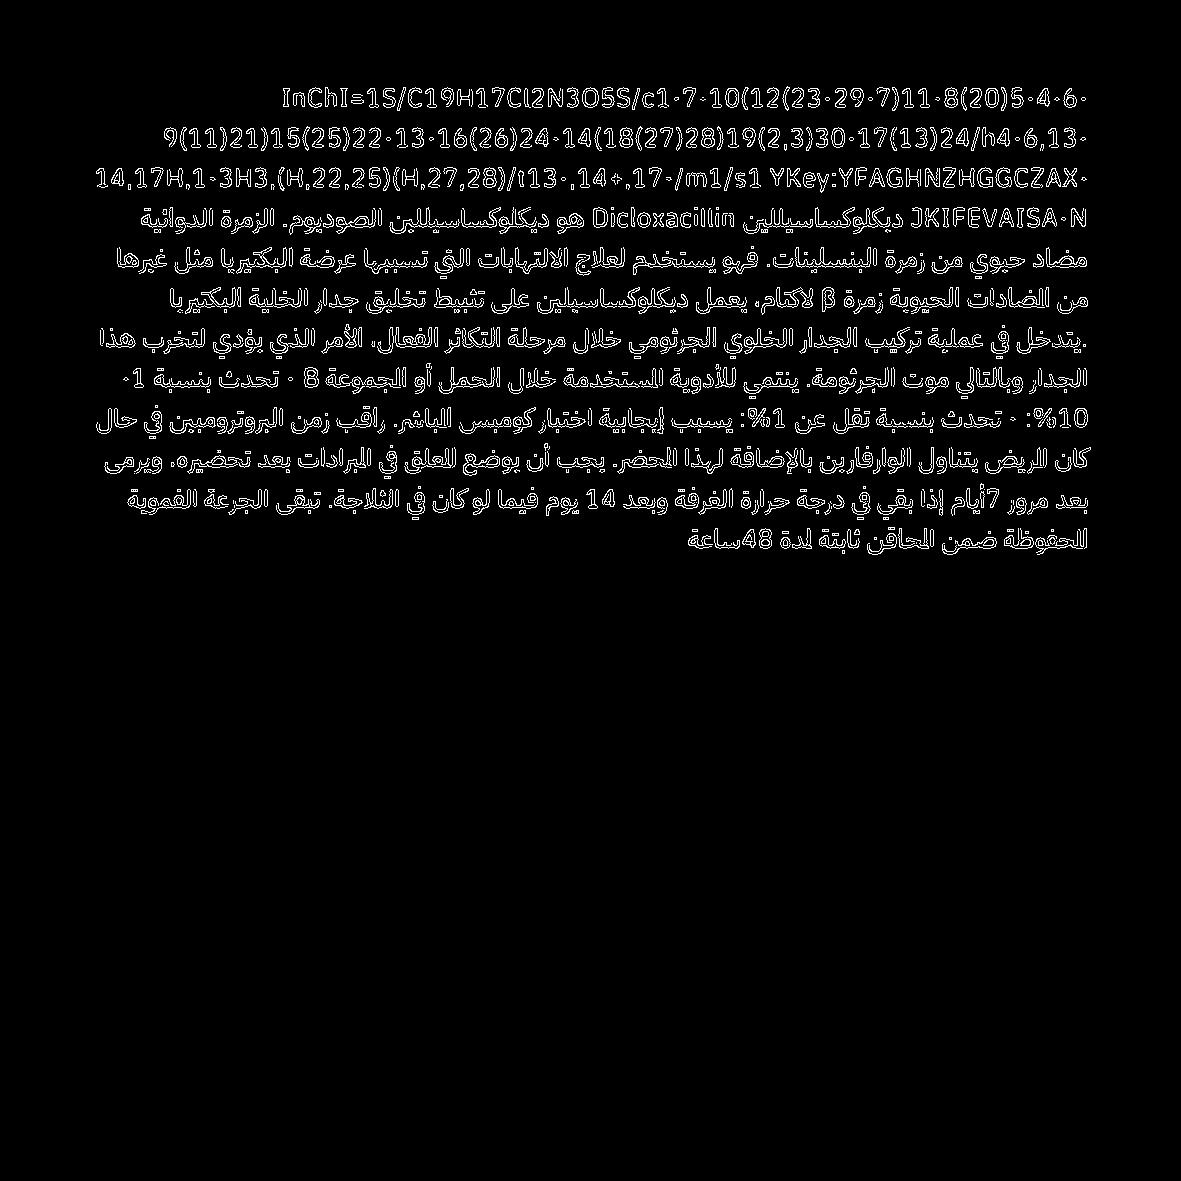 InChI=1S/C19H17Cl2N3O5S/c1-7-10(12(23-29-7)11-8(20)5-4-6-
9(11)21)15(25)22-13-16(26)24-14(18(27)28)19(2,3)30-17(13)24/h4-6,13-
14,17H,1-3H3,(H,22,25)(H,27,28)/t13-,14+,17-/m1/s1 YKey:YFAGHNZHGGCZAX-
JKIFEVAISA-N ديكلوكساسيللين Dicloxacillin هو ديكلوكساسيللين الصوديوم. الزمرة الدوائية
مضاد حيوي من زمرة البنسلينات. فهو يستخدم لعلاج الالتهابات التي تسببها عرضة البكتيريا مثل غيرها
من المضادات الحيوية زمرة β لاكتام، يعمل ديكلوكساسيلين على تثبيط تخليق جدار الخلية البكتيريا
.يتدخل في عملية تركيب الجدار الخلوي الجرثومي خلال مرحلة التكاثر الفعال، الأمر الذي يؤدي لتخرب هذا
الجدار وبالتالي موت الجرثومة. ينتمي للأدوية المستخدمة خلال الحمل أو المجموعة B - تحدث بنسبة 1-
10%: - تحدث بنسبة تقل عن 1%: يسبب إيجابية اختبار كومبس المباشر. راقب زمن البروترومبين في حال
كان المريض يتناول الوارفارين بالإضافة لهذا المحضر. يجب أن يوضع المعلق في البرادات بعد تحضيره. ويرمى
بعد مرور 7أيام إذا بقي في درجة حرارة الغرفة وبعد 14 يوم فيما لو كان في الثلاجة. تبقى الجرعة الفموية
المحفوظة ضمن المحاقن ثابتة لمدة 48ساعة